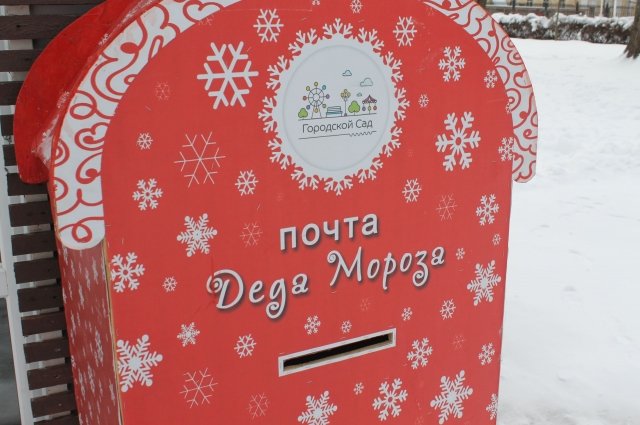 Городской Сад
почта
Деда Мороза